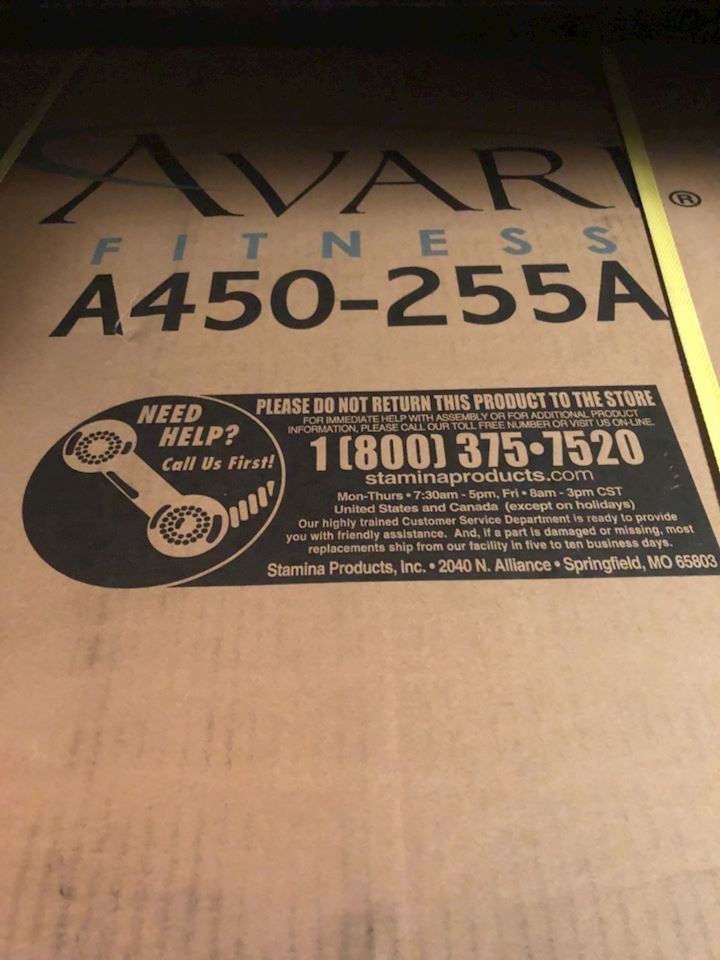 AVARI ®
FITNESS
A450-255A
NEED
HELP?
Call Us First!
PLEASE DO NOT RETURN THIS PRODUCT TO THE STORE
FOR IMMEDIATE HELP WITH ASSEMBLY OR FOR ADDITIONAL PRODUCT
INFORMATION, PLEASE CALL OUR TOLL FREE NUMBER OR VISIT US ON-LINE.
1 (800) 375•7520
staminaproducts.com
Mon-Thurs • 7:30am - 5pm, Fri • 8am - 3pm CST
United States and Canada (except on holidays)
Our highly trained Customer Service Department is ready to provide
you with friendly assistance. And, if a part is damaged or missing, most
replacements ship from our facility in five to ten business days.
Stamina Products, Inc. • 2040 N. Alliance • Springfield, MO 65803